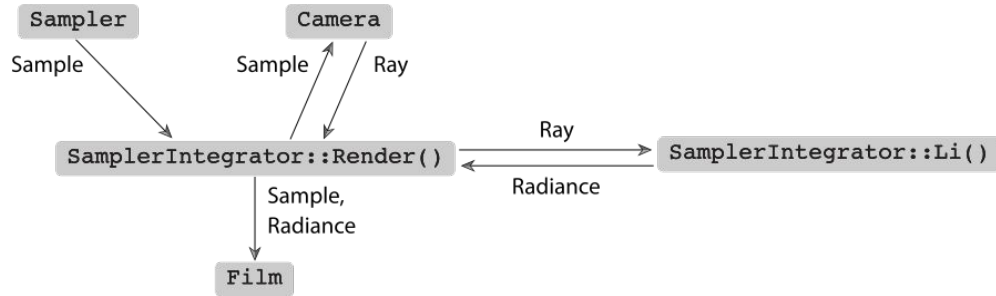 Sampler
Camera
Sample
Sample
Ray
SamplerIntegrator::Render()
Ray
Radiance
SamplerIntegrator::Li()
Sample,
Radiance
Film